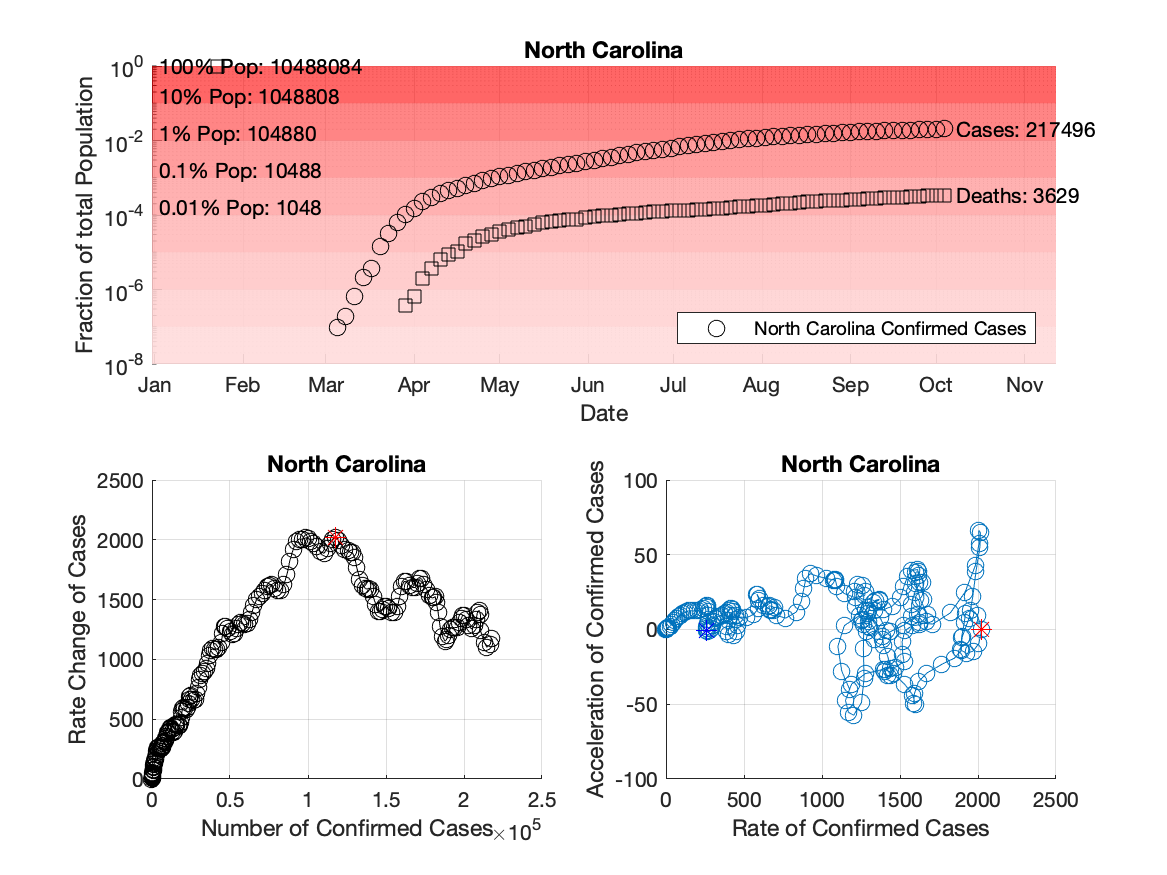 North Carolina
Fraction of total Population
10^0
10^-2
10^-4
10^-6
10^-8
100% Pop: 10488084
10% Pop: 1048808
1% Pop: 104880
0.1% Pop: 10488
0.01% Pop: 1048
Cases: 217496
Deaths: 3629
North Carolina Confirmed Cases
Jan Feb Mar Apr May Jun Jul Aug Sep Oct Nov
Date
North Carolina
Rate Change of Cases
2500
2000
1500
1000
500
0
0 0.5 1 1.5 2 2.5
Number of Confirmed Cases ×10^5
North Carolina
Acceleration of Confirmed Cases
100
50
0
-50
-100
0 500 1000 1500 2000 2500
Rate of Confirmed Cases